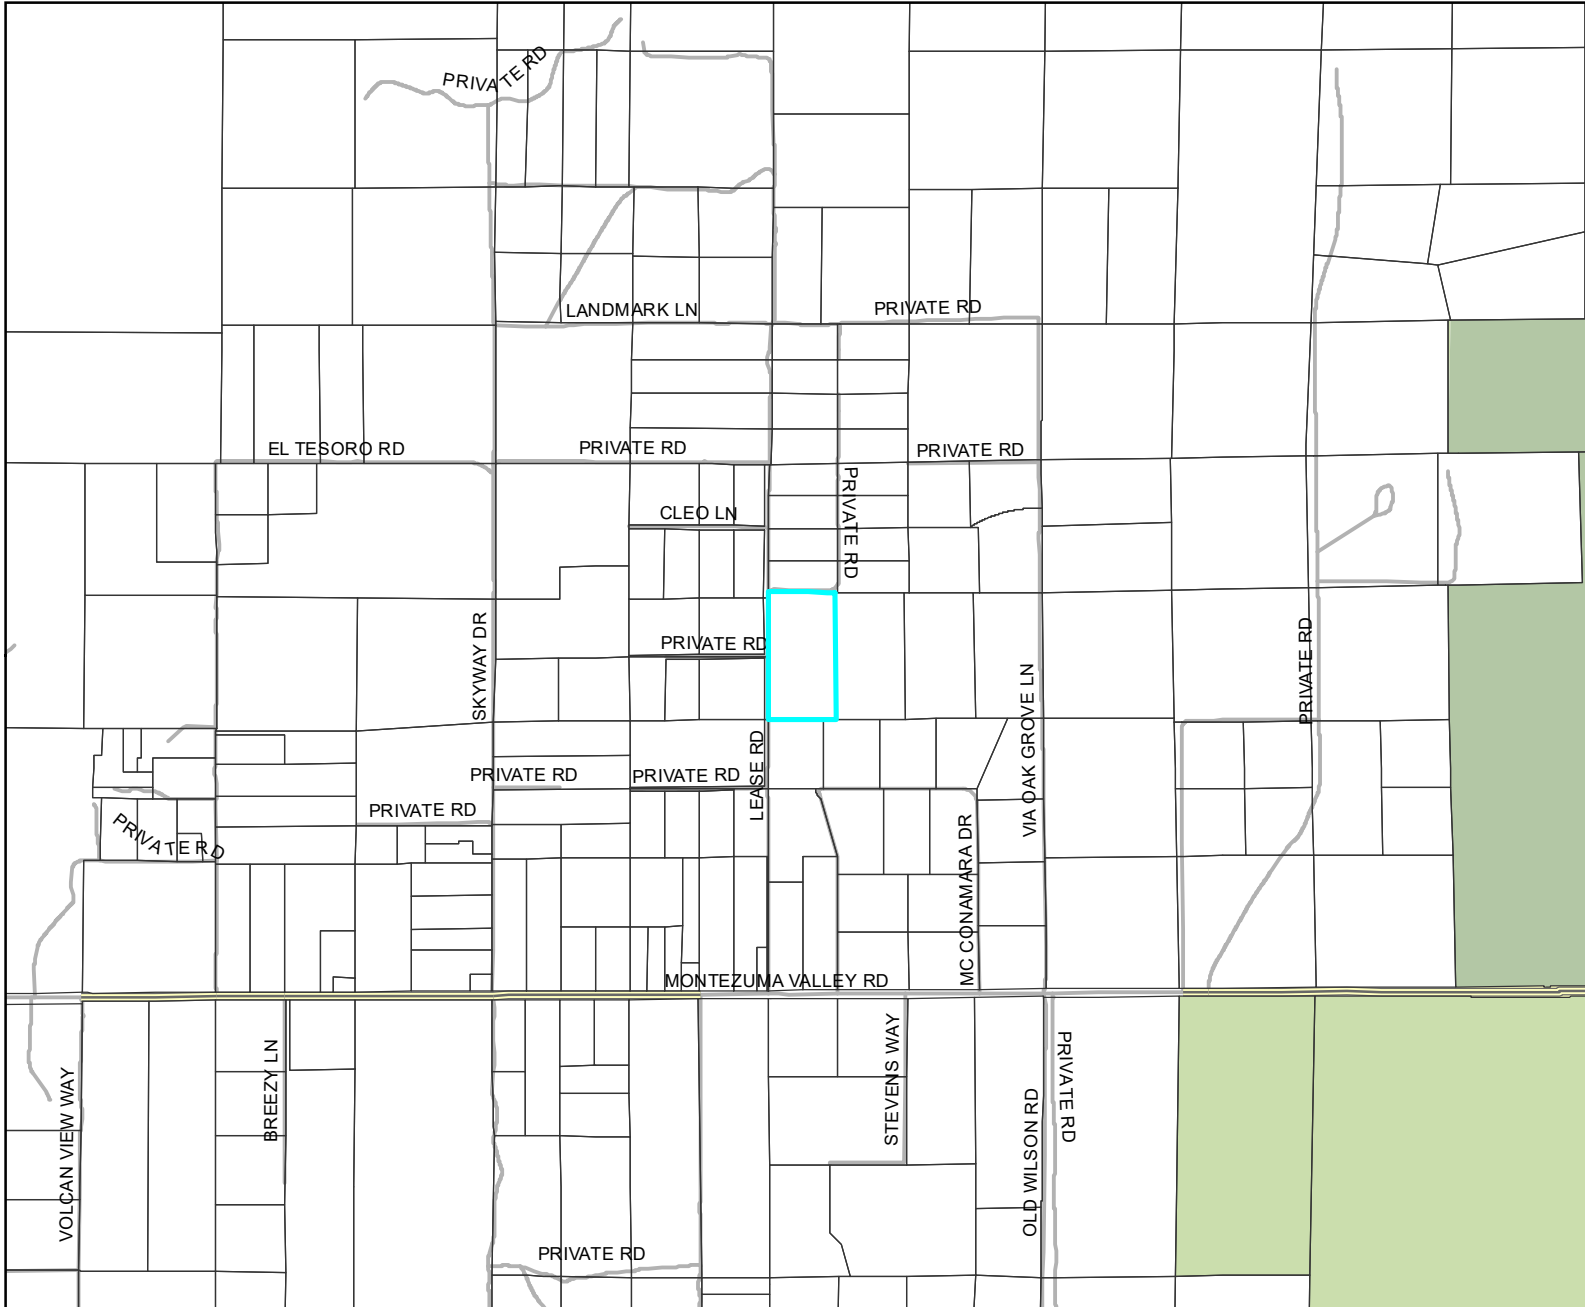 PRIVATE RD
LANDMARK LN
PRIVATE RD
EL TESORO RD
PRIVATE RD
PRIVATE RD
CLEO LN
PRIVATE RD
SKYWAY DR
PRIVATE RD
PRIVATE RD
VIA OAK GROVE LN
LEASE RD
PRIVATE RD
PRIVATE RD
PRIVATE RD
PRIVATE RD
MC CONAMARA DR
MONTEZUMA VALLEY RD
VOLCAN VIEW WAY
BREEZY LN
STEVENS WAY
OLD WILSON RD
PRIVATE RD
PRIVATE RD